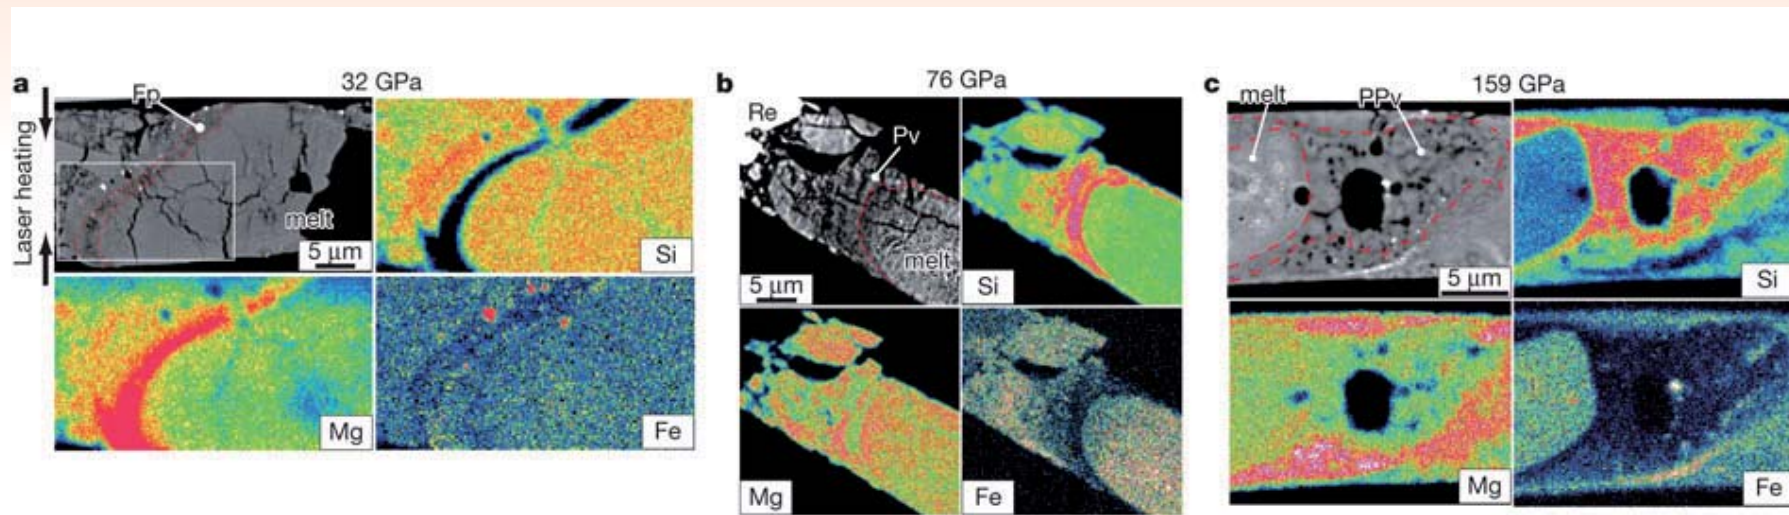 a
32 GPa
Laser heating
Fp
melt
5 μm
Si
Mg
Fe
b
76 GPa
Re
Pv
melt
5 μm
Si
Mg
Fe
c
159 GPa
melt
PPv
5 μm
Si
Mg
Fe